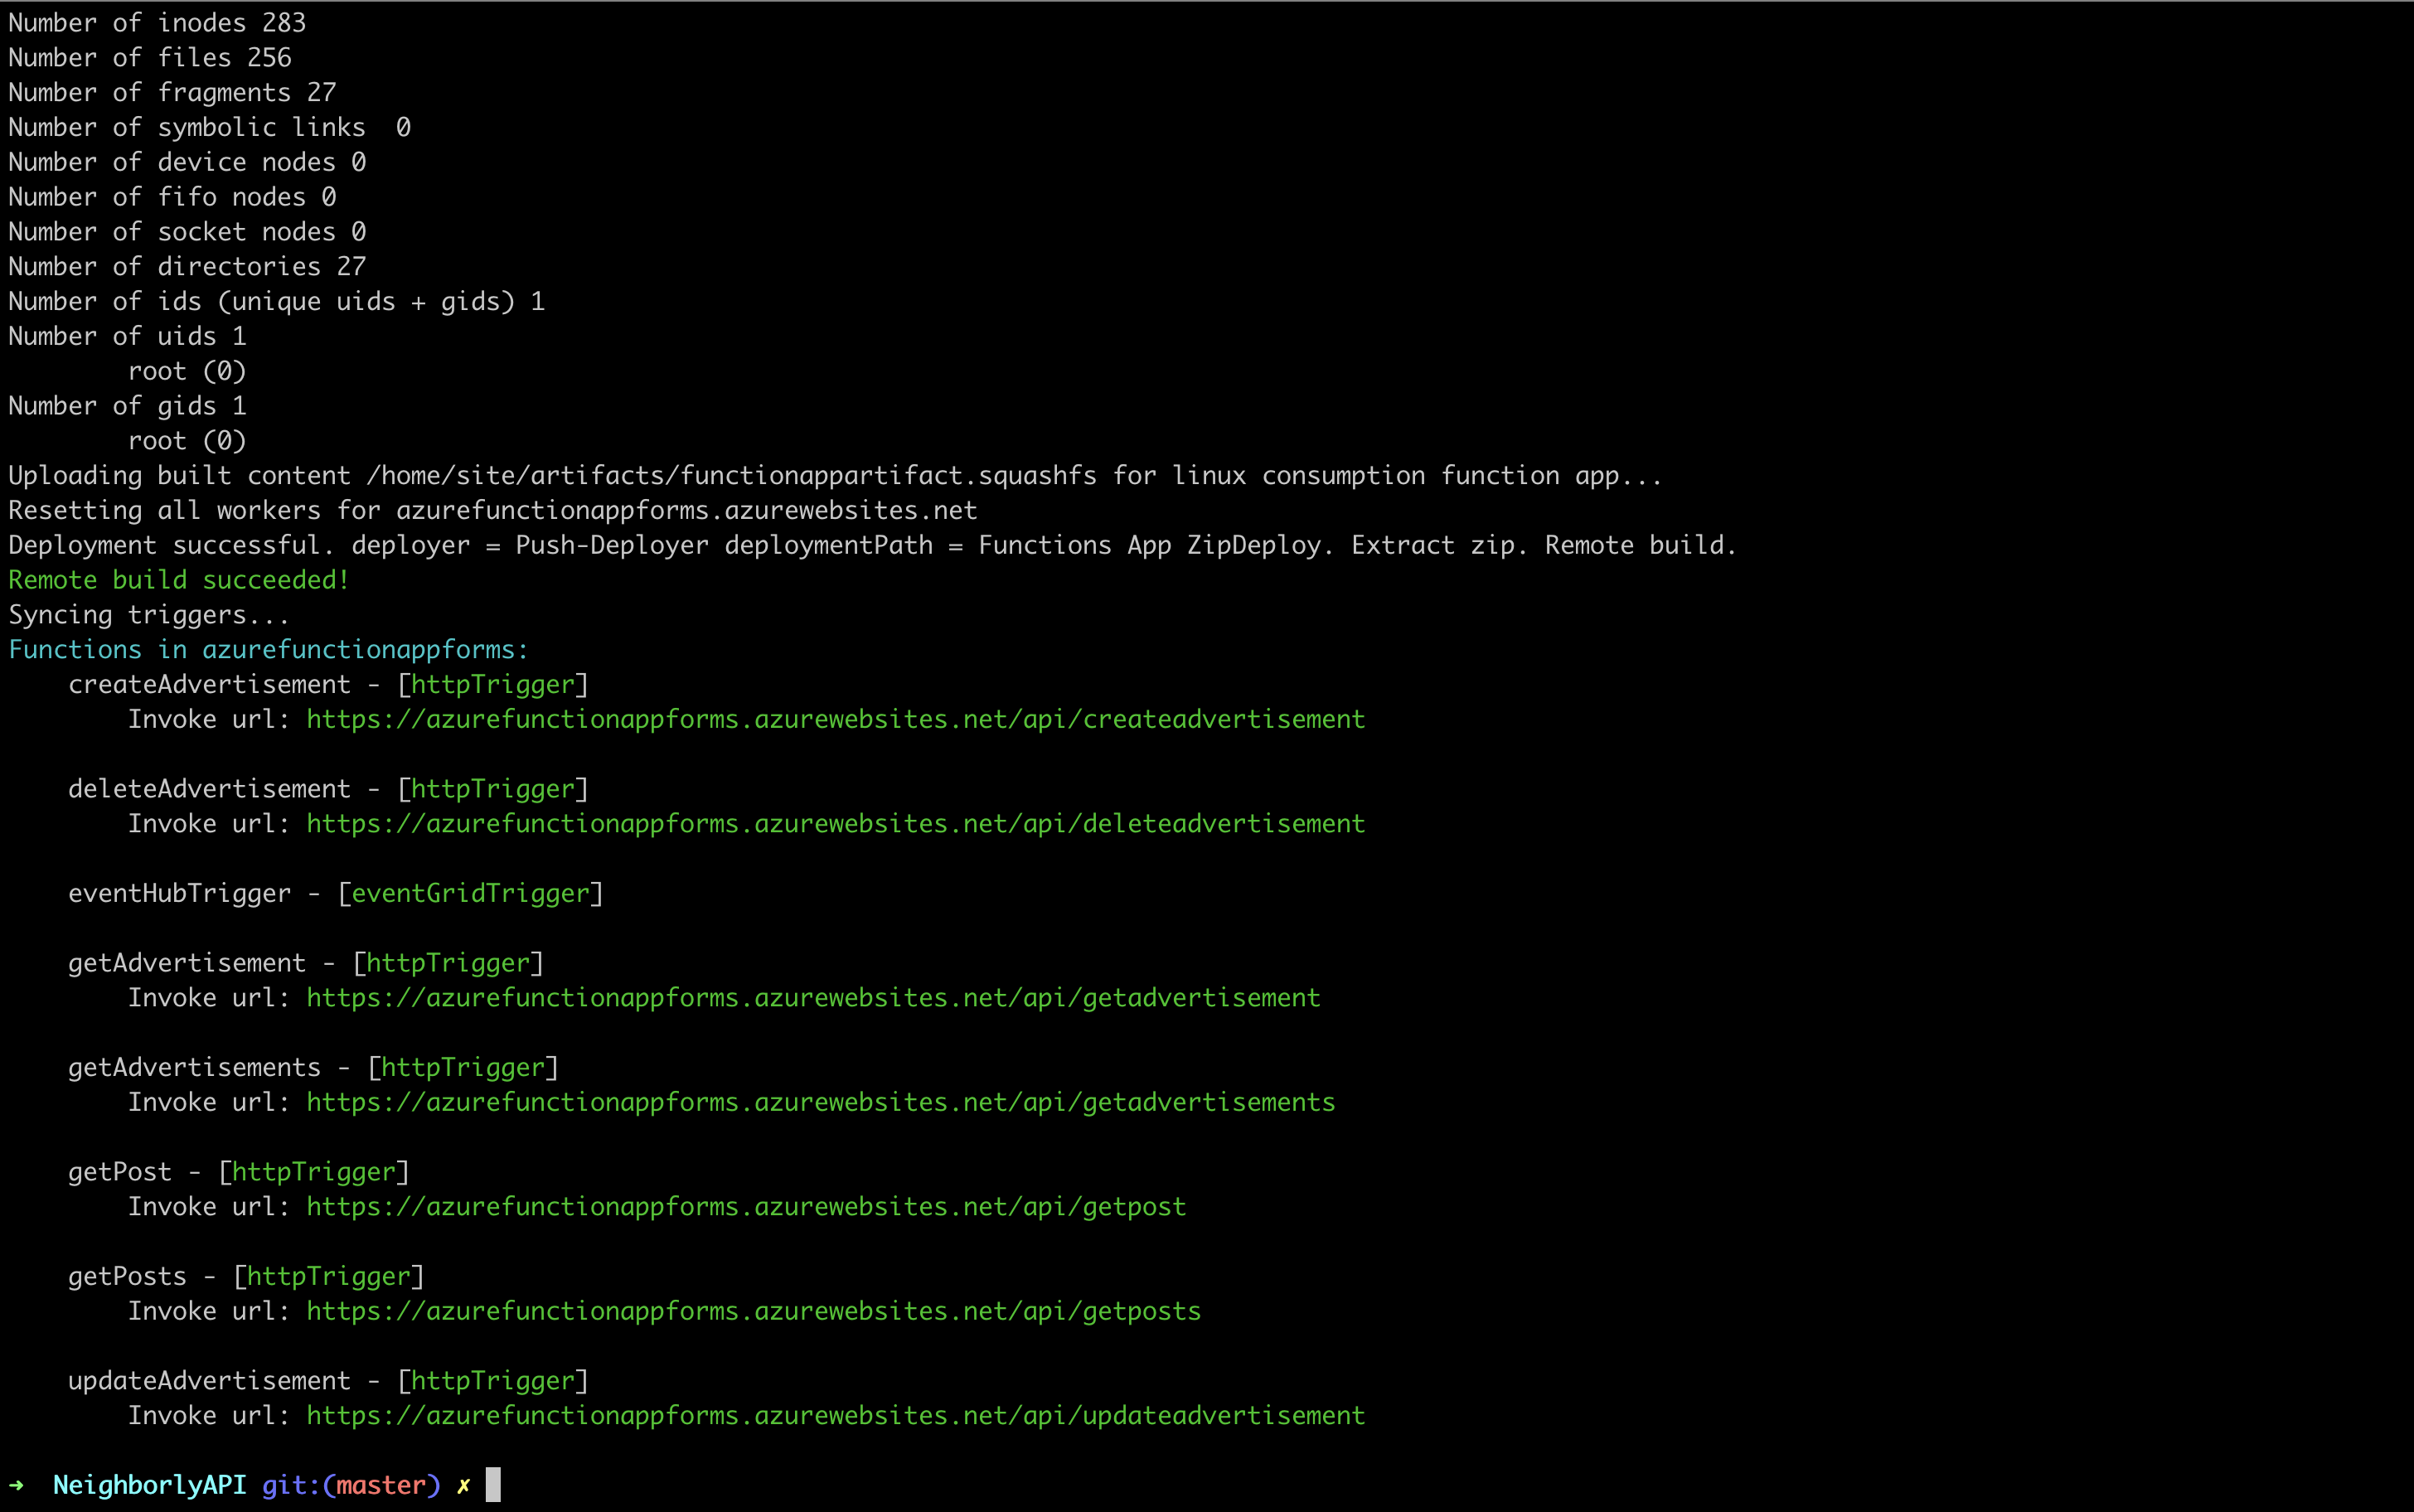 Number of inodes 283
Number of files 256
Number of fragments 27
Number of symbolic links  0
Number of device nodes 0
Number of fifo nodes 0
Number of socket nodes 0
Number of directories 27
Number of ids (unique uids + gids) 1
Number of uids 1
        root (0)
Number of gids 1
        root (0)
Uploading built content /home/site/artifacts/functionappartifact.squashfs for linux consumption function app...
Resetting all workers for azurefunctionappforms.azurewebsites.net
Deployment successful. deployer = Push-Deployer deploymentPath = Functions App ZipDeploy. Extract zip. Remote build.
Remote build succeeded!
Syncing triggers...
Functions in azurefunctionappforms:
    createAdvertisement - [httpTrigger]
        Invoke url: https://azurefunctionappforms.azurewebsites.net/api/createadvertisement

    deleteAdvertisement - [httpTrigger]
        Invoke url: https://azurefunctionappforms.azurewebsites.net/api/deleteadvertisement

    eventHubTrigger - [eventGridTrigger]

    getAdvertisement - [httpTrigger]
        Invoke url: https://azurefunctionappforms.azurewebsites.net/api/getadvertisement

    getAdvertisements - [httpTrigger]
        Invoke url: https://azurefunctionappforms.azurewebsites.net/api/getadvertisements

    getPost - [httpTrigger]
        Invoke url: https://azurefunctionappforms.azurewebsites.net/api/getpost

    getPosts - [httpTrigger]
        Invoke url: https://azurefunctionappforms.azurewebsites.net/api/getposts

    updateAdvertisement - [httpTrigger]
        Invoke url: https://azurefunctionappforms.azurewebsites.net/api/updateadvertisement

➜  NeighborlyAPI git:(master) ✗